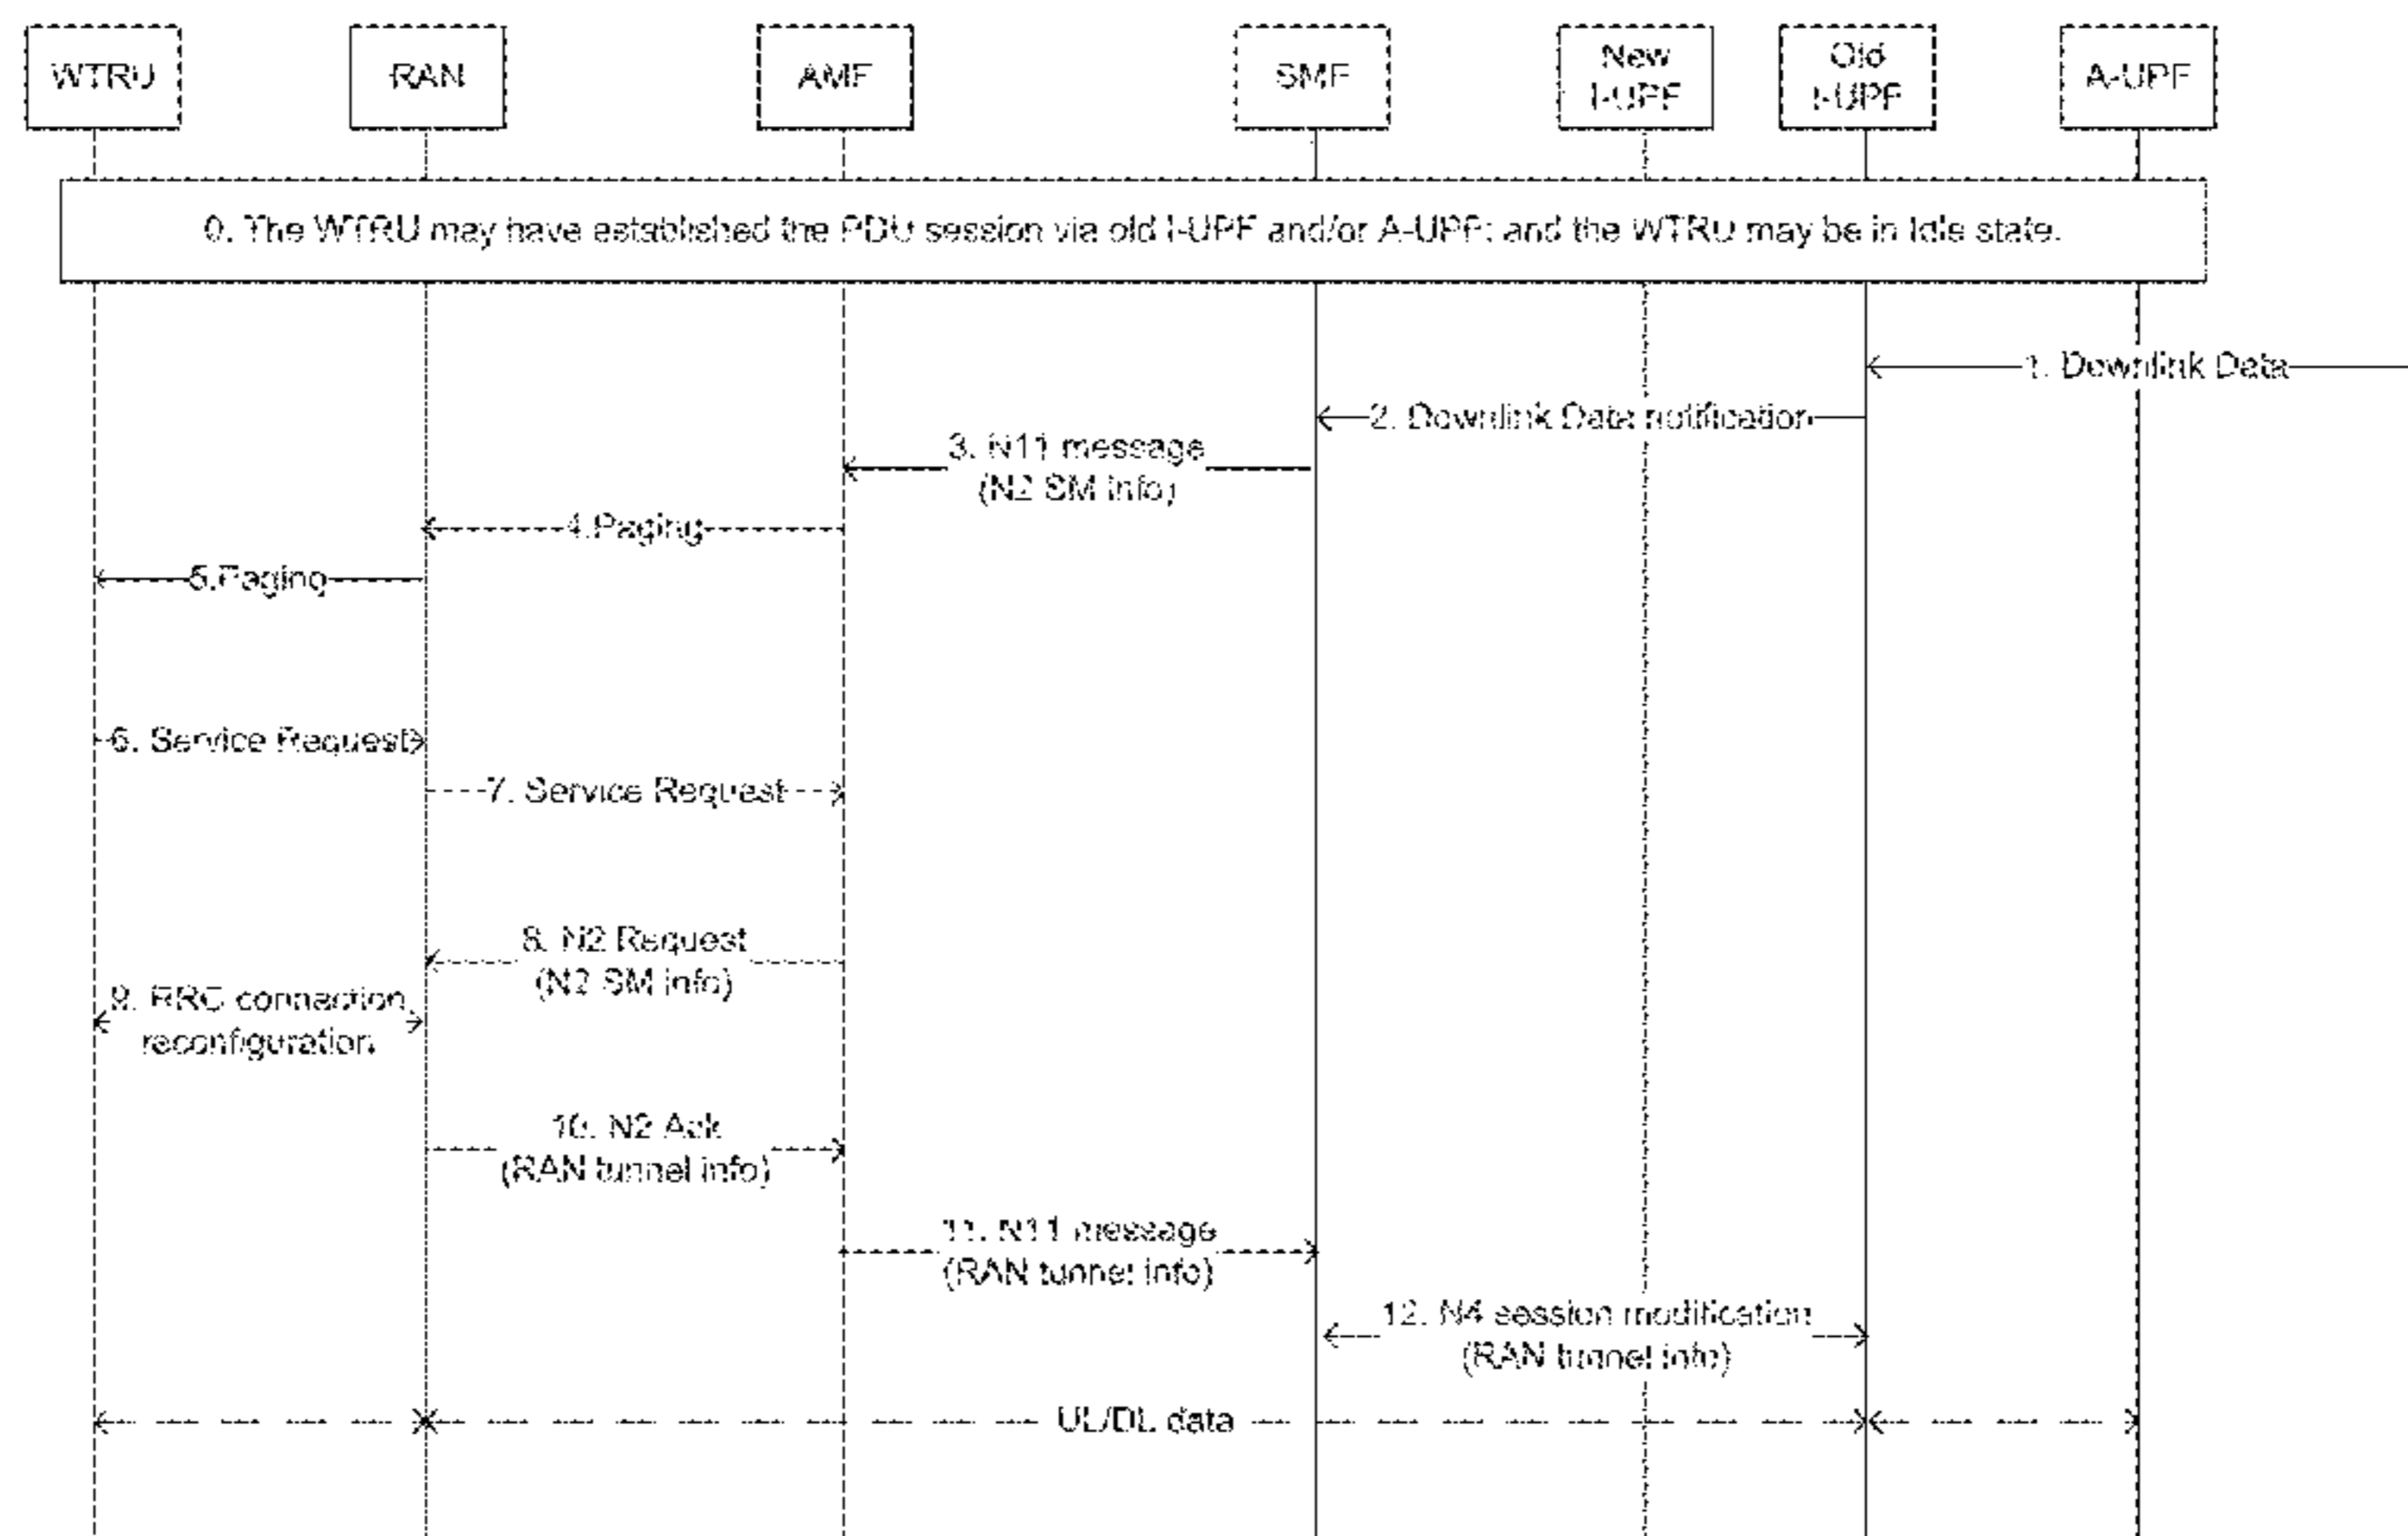 WTRU
RAN
AMF
SMF
New
I-UPF
Old
I-UPF
A-UPF
0. The WTRU may have established the PDU session via old I-UPF and/or A-UPF; and the WTRU may be in Idle state.
1. Downlink Data
2. Downlink Data notification
3. N11 message
(N2 SM info)
4.Paging
5.Paging
6. Service Request
7. Service Request
8. N2 Request
(N2 SM info)
9. RRC connection
reconfiguration
10. N2 Ack
(RAN tunnel info)
11. N11 message
(RAN tunnel info)
12. N4 session modification
(RAN tunnel info)
UL/DL data